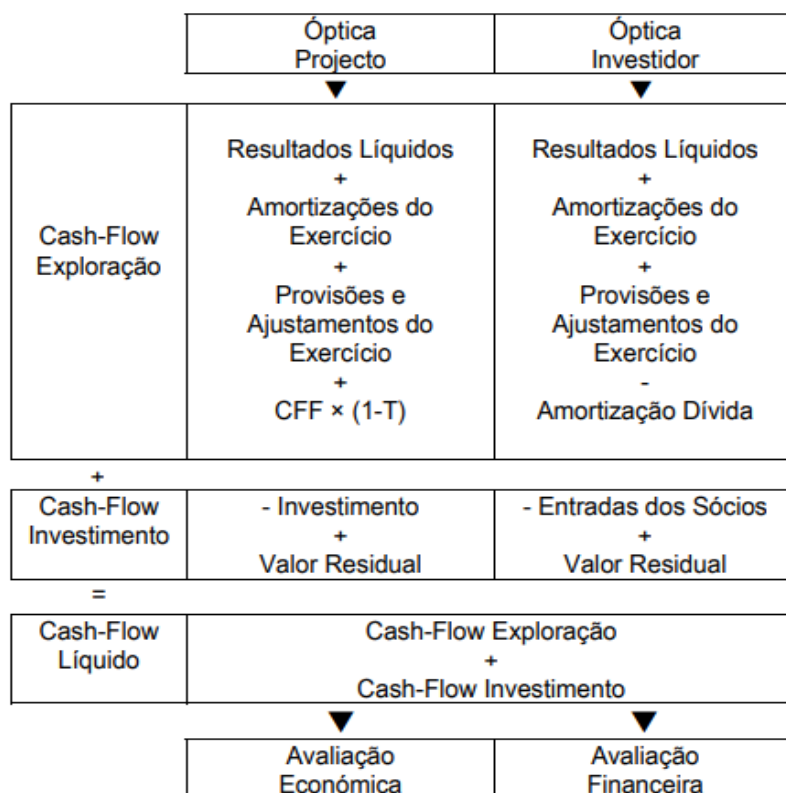 Óptica
Projecto
Óptica
Investidor
Cash-Flow
Exploração
Resultados Líquidos
+
Amortizações do
Exercício
+
Provisões e
Ajustamentos do
Exercício
+
CFF × (1-T)
Resultados Líquidos
+
Amortizações do
Exercício
+
Provisões e
Ajustamentos do
Exercício
-
Amortização Dívida
+
Cash-Flow
Investimento
- Investimento
+
Valor Residual
- Entradas dos Sócios
+
Valor Residual
=
Cash-Flow
Líquido
Cash-Flow Exploração
+
Cash-Flow Investimento
Avaliação
Económica
Avaliação
Financeira